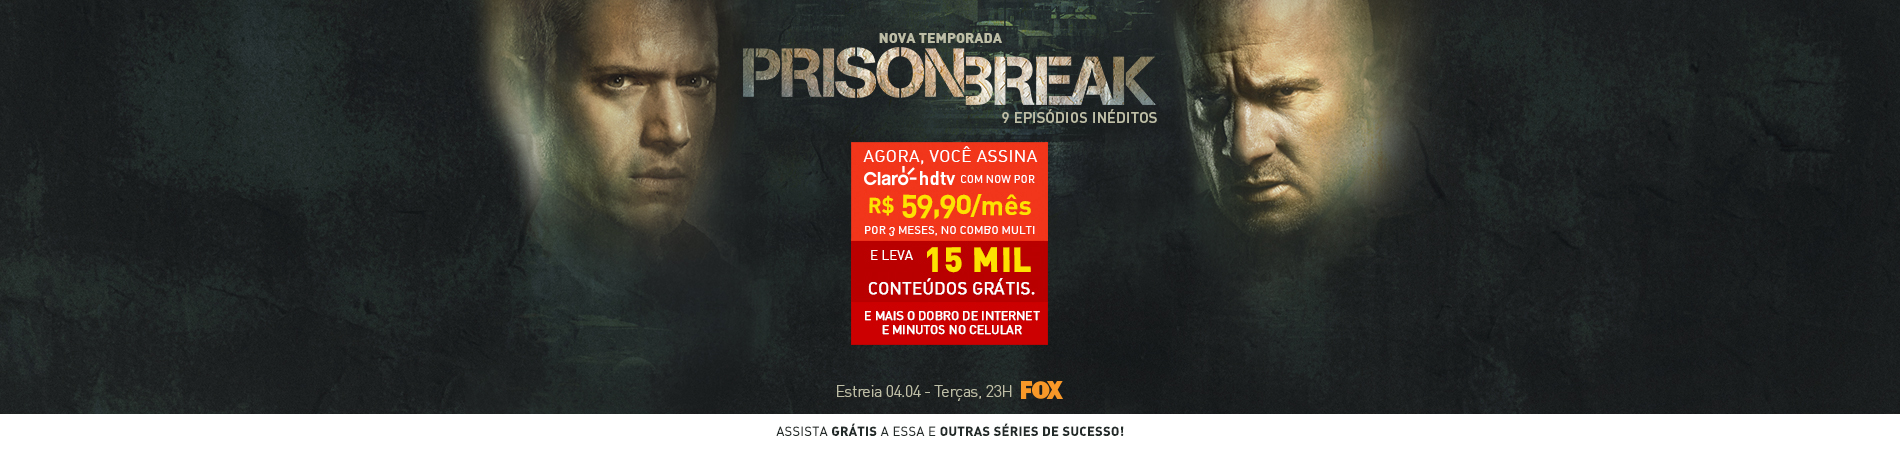 NOVA TEMPORADA
PRISON BREAK
9 EPISÓDIOS INÉDITOS
AGORA, VOCÊ ASSINA
Claro-hdtv COM NOW POR
R$ 59,90/mês
POR 3 MESES, NO COMBO MULTI
E LEVA 15 MIL
CONTEÚDOS GRÁTIS.
E MAIS O DOBRO DE INTERNET
E MINUTOS NO CELULAR
Estreia 04.04 - Terças, 23H FOX
ASSISTA GRÁTIS A ESSA E OUTRAS SÉRIES DE SUCESSO!